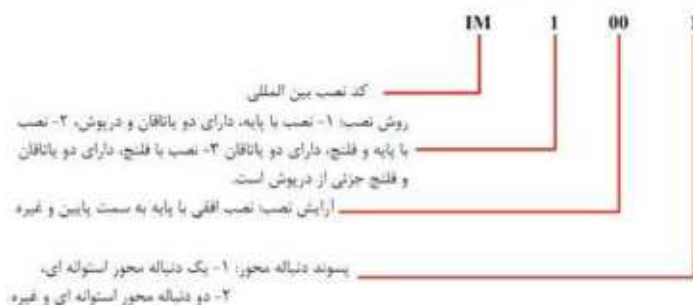 IM 1 00 1
کد نصب بین المللی
روش نصب: ۱- نصب با پایه، دارای دو یاتاقان و درپوش، ۲- نصب
با پایه و فلنج، دارای دو یاتاقان ۳- نصب با فلنج، دارای دو یاتاقان
و فلنج جزئی از درپوش است.
آرایش نصب: نصب افقی با پایه به سمت پایین و غیره
پسوند دنباله محور: ۱- یک دنباله محور استوانه ای،
۲- دو دنباله محور استوانه ای و غیره